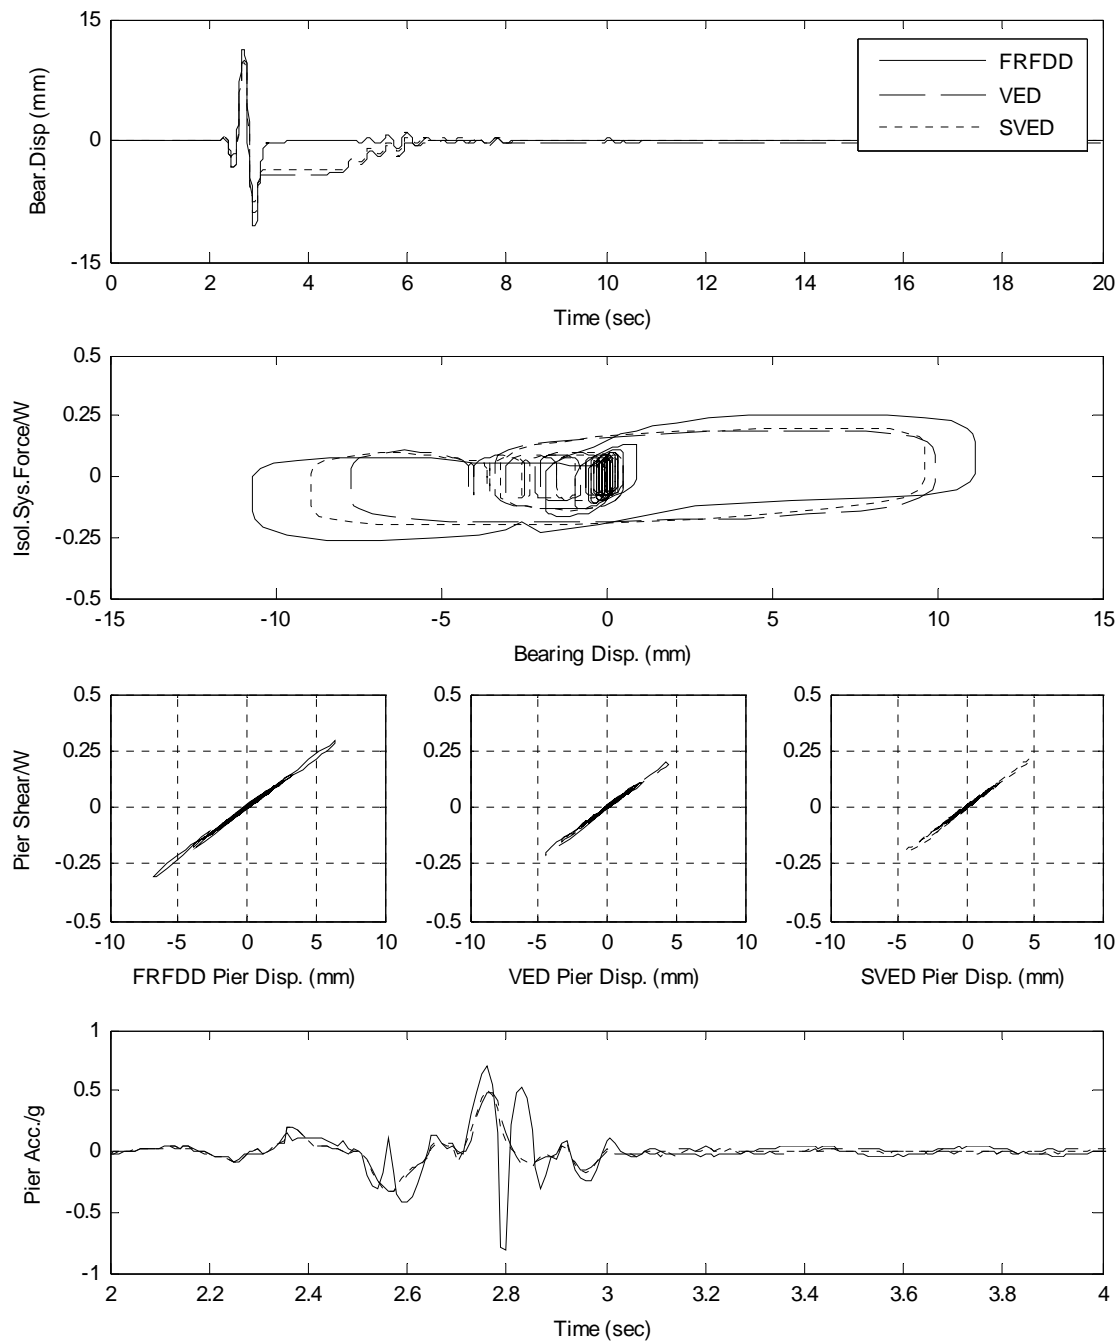 15
0
-15
Bear.Disp (mm)
FRFDD
VED
SVED
0 2 4 6 8 10 12 14 16 18 20
Time (sec)
0.5
0.25
0
-0.25
-0.5
Isol.Sys.Force/W
-15 -10 -5 0 5 10 15
Bearing Disp. (mm)
0.5 0.5 0.5
0.25 0.25 0.25
0 0 0
-0.25 -0.25 -0.25
-0.5 -0.5 -0.5
Pier Shear/W
-10 -5 0 5 10 -10 -5 0 5 10 -10 -5 0 5 10
FRFDD Pier Disp. (mm) VED Pier Disp. (mm) SVED Pier Disp. (mm)
1
0.5
0
-0.5
-1
Pier Acc./g
2 2.2 2.4 2.6 2.8 3 3.2 3.4 3.6 3.8 4
Time (sec)